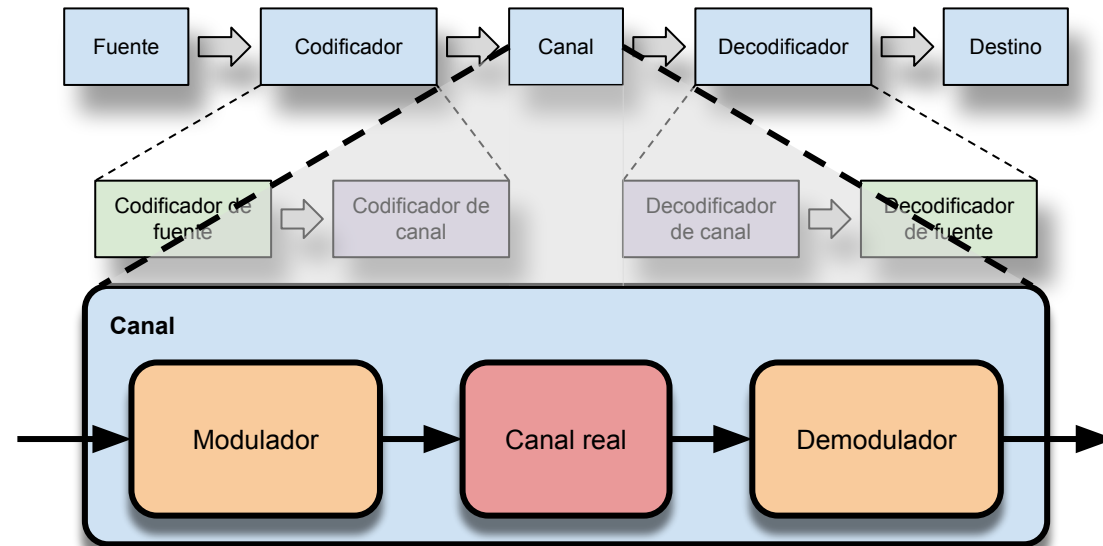 Fuente
Codificador
Canal
Decodificador
Destino
Codificador de
fuente
Codificador de
canal
Decodificador
de canal
Decodificador
de fuente
Canal
Modulador
Canal real
Demodulador